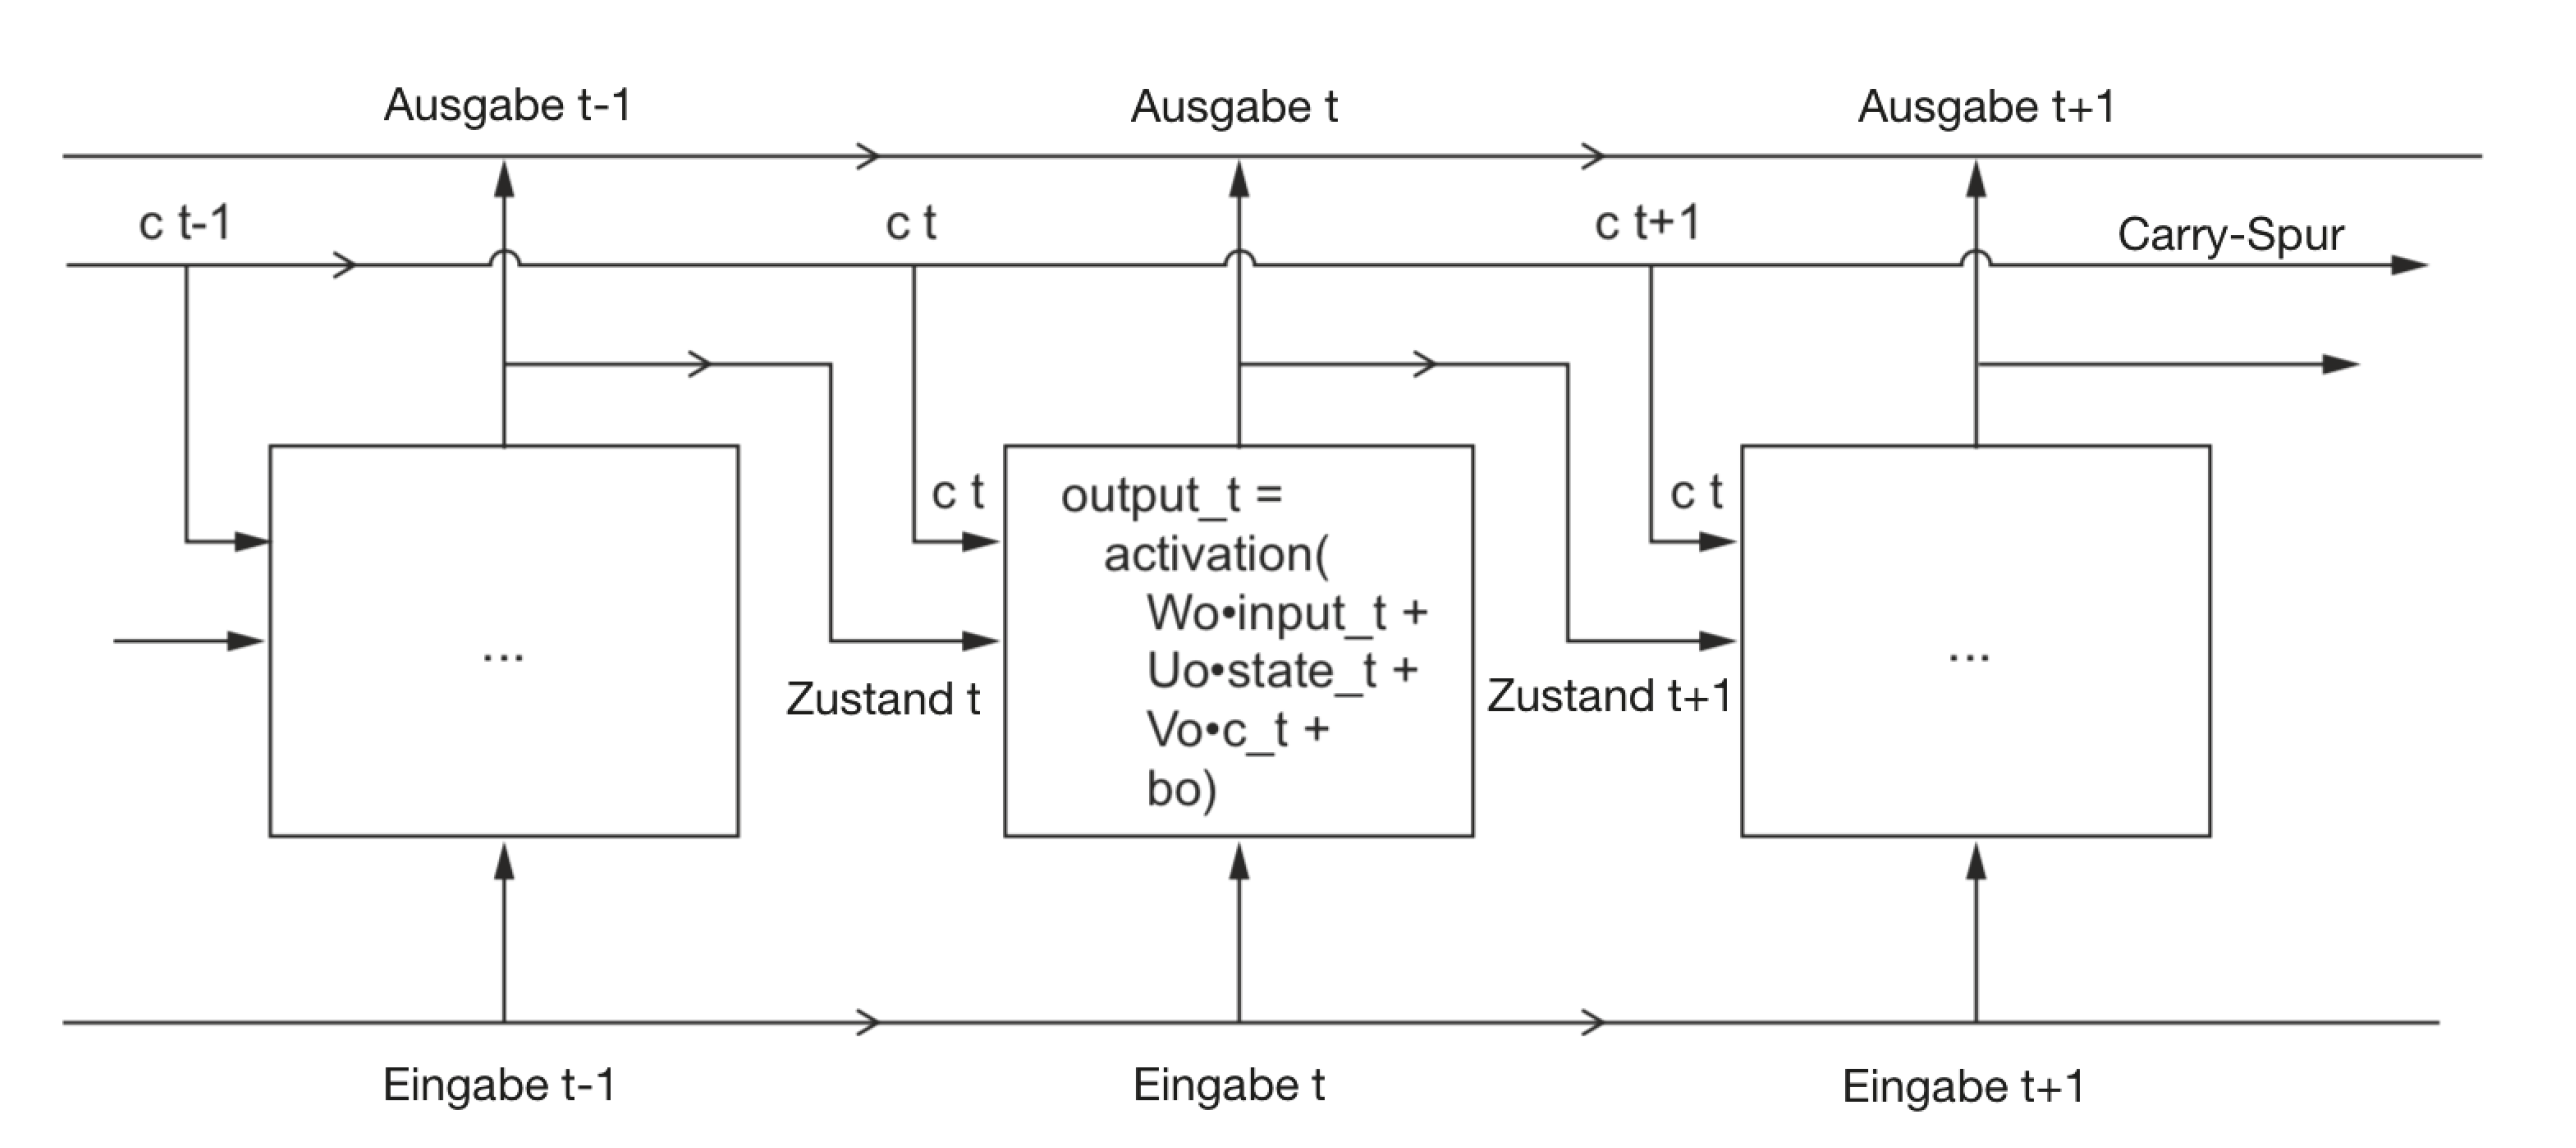 Ausgabe t-1
Ausgabe t
Ausgabe t+1
c t-1
c t
c t+1
Carry-Spur
c t
output_t =
activation(
Wo•input_t +
Uo•state_t +
Vo•c_t +
bo)
c t
...
...
Zustand t
Zustand t+1
Eingabe t-1
Eingabe t
Eingabe t+1